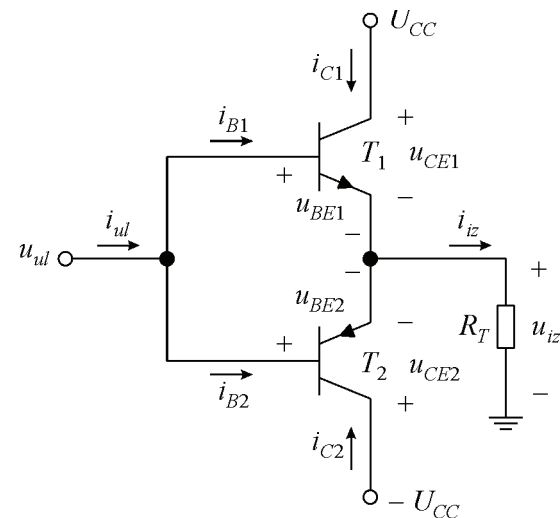 U_CC
i_C1
i_B1
+
+ T_1 u_CE1
u_BE1 −
i_ul − i_iz
u_ul − +
u_BE2 − R_T u_iz
+ T_2 u_CE2
i_B2 + −
i_C2
− U_CC